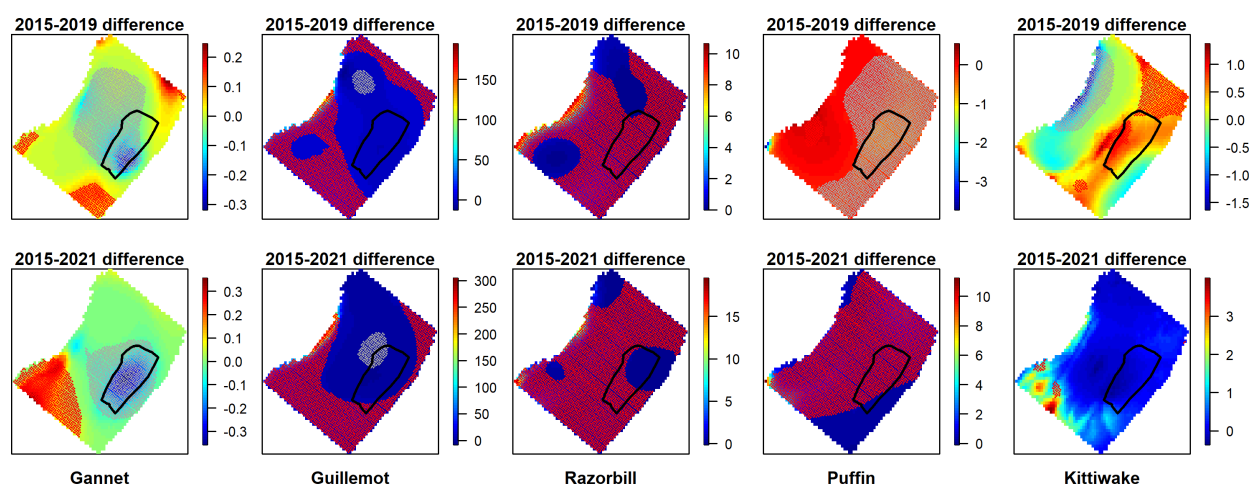 2015-2019 difference 2015-2019 difference 2015-2019 difference 2015-2019 difference 2015-2019 difference
0.2 0.1 0.0 -0.1 -0.2 -0.3
150 100 50 0
10 8 6 4 2 0
0 -1 -2 -3
1.0 0.5 0.0 -0.5 -1.0 -1.5
2015-2021 difference 2015-2021 difference 2015-2021 difference 2015-2021 difference 2015-2021 difference
0.3 0.2 0.1 0.0 -0.1 -0.2 -0.3
300 250 200 150 100 50 0
15 10 5 0
10 8 6 4 2 0
3 2 1 0
Gannet Guillemot Razorbill Puffin Kittiwake